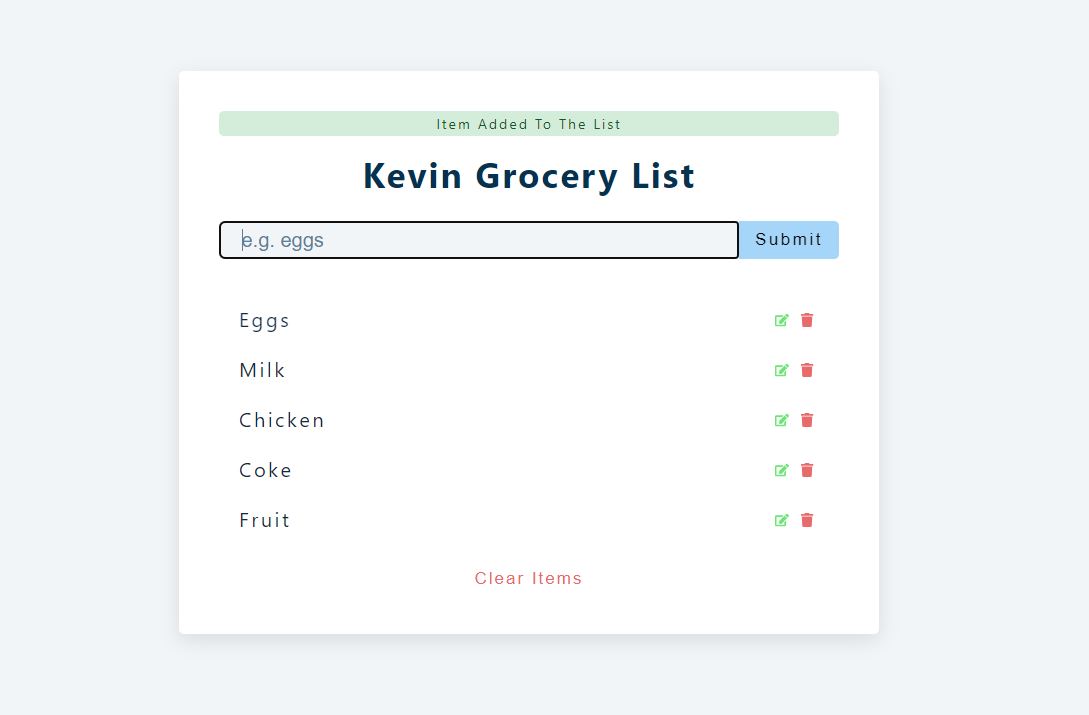 Item Added To The List
Kevin Grocery List
e.g. eggs
Submit
Eggs
Milk
Chicken
Coke
Fruit
Clear Items